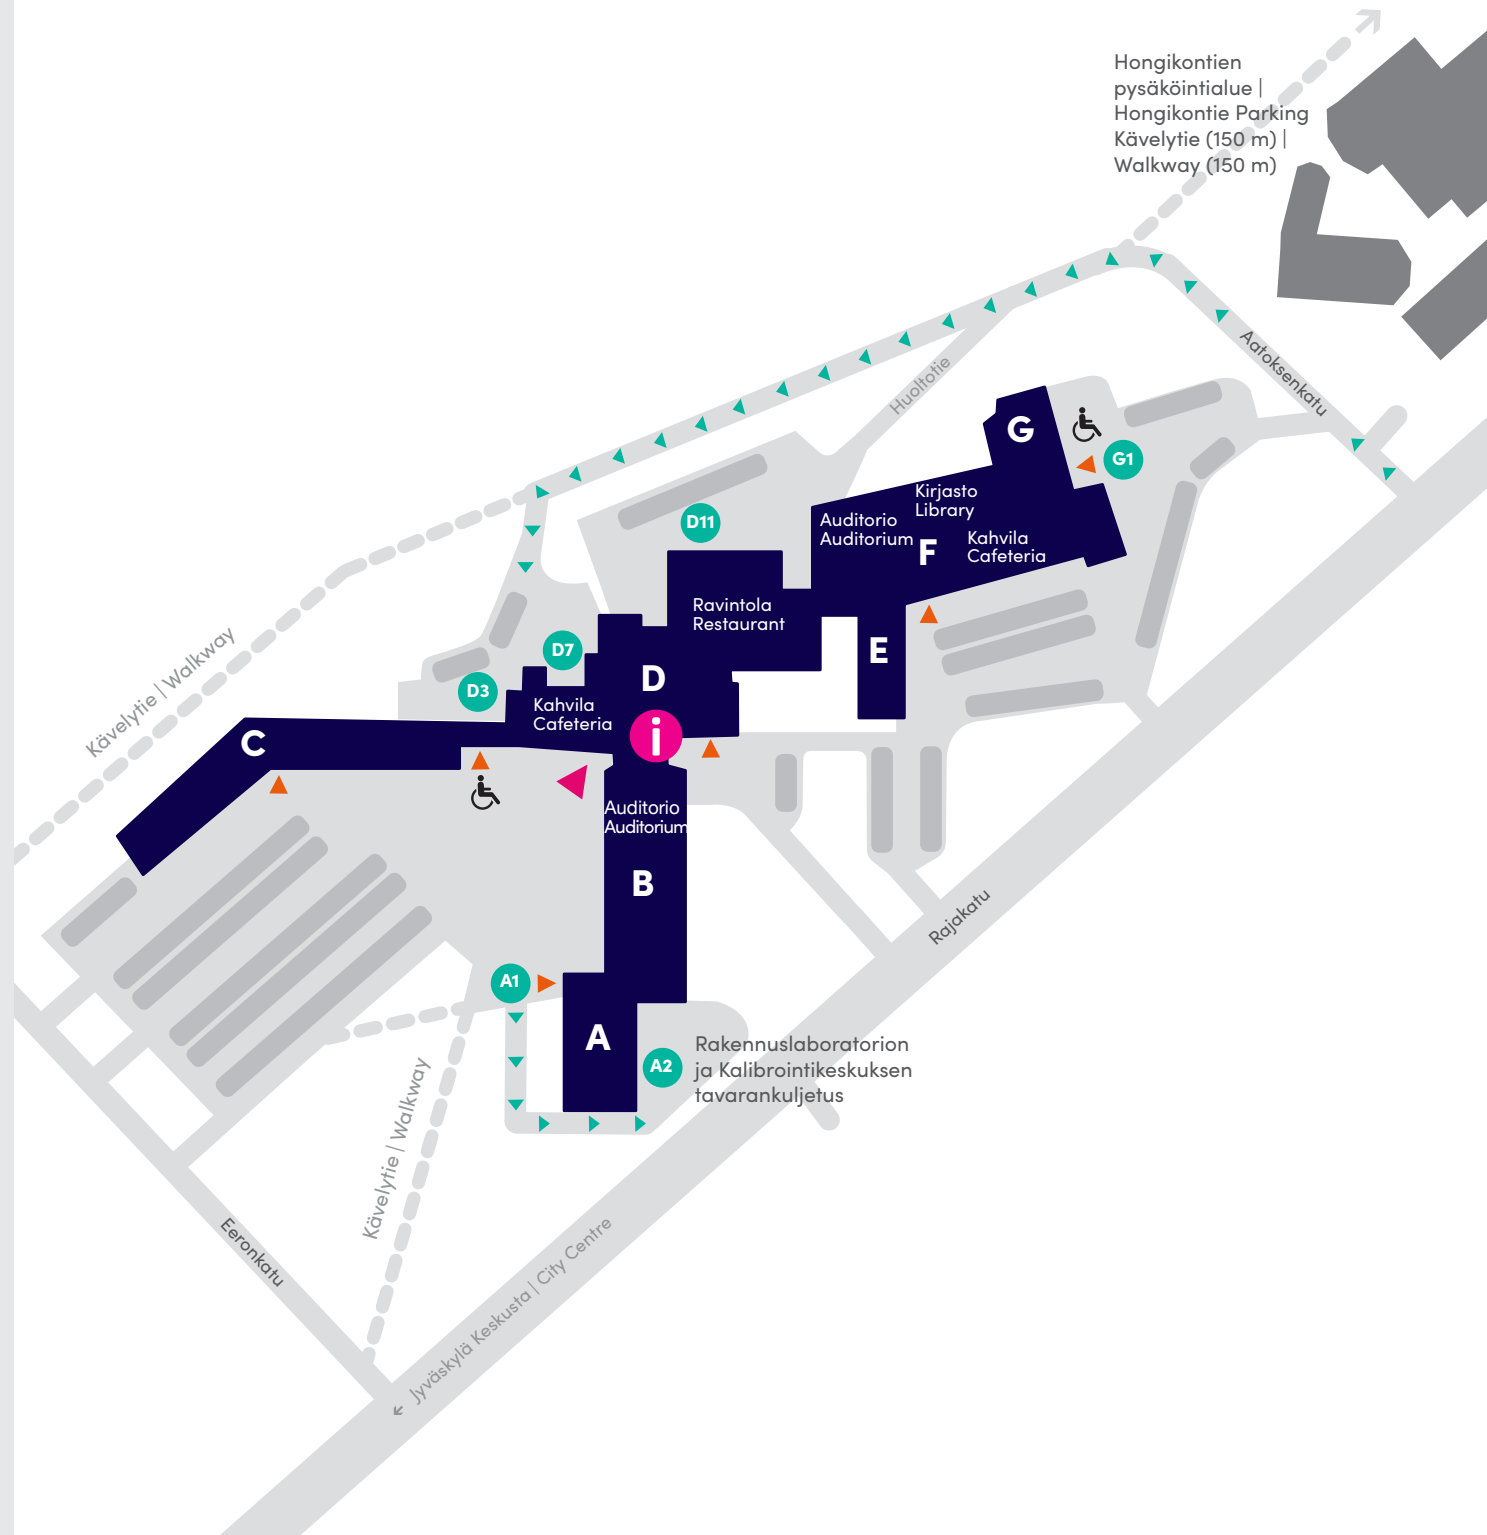 Hongikontien
pysäköintialue |
Hongikontie Parking
Kävelytie (150 m) |
Walkway (150 m)
Aatoksenkatu
Huoltotie
G
G1
Kirjasto
Library
Auditorio
Auditorium
F
Kahvila
Cafeteria
D11
Ravintola
Restaurant
E
D7
D
D3
Kahvila
Cafeteria
i
Kävelytie | Walkway
C
Auditorio
Auditorium
B
Rajakatu
A1
A
A2
Rakennuslaboratorion
ja Kalibrointikeskuksen
tavarankuljetus
Kävelytie | Walkway
Eeronkatu
← Jyväskylä Keskusta | City Centre